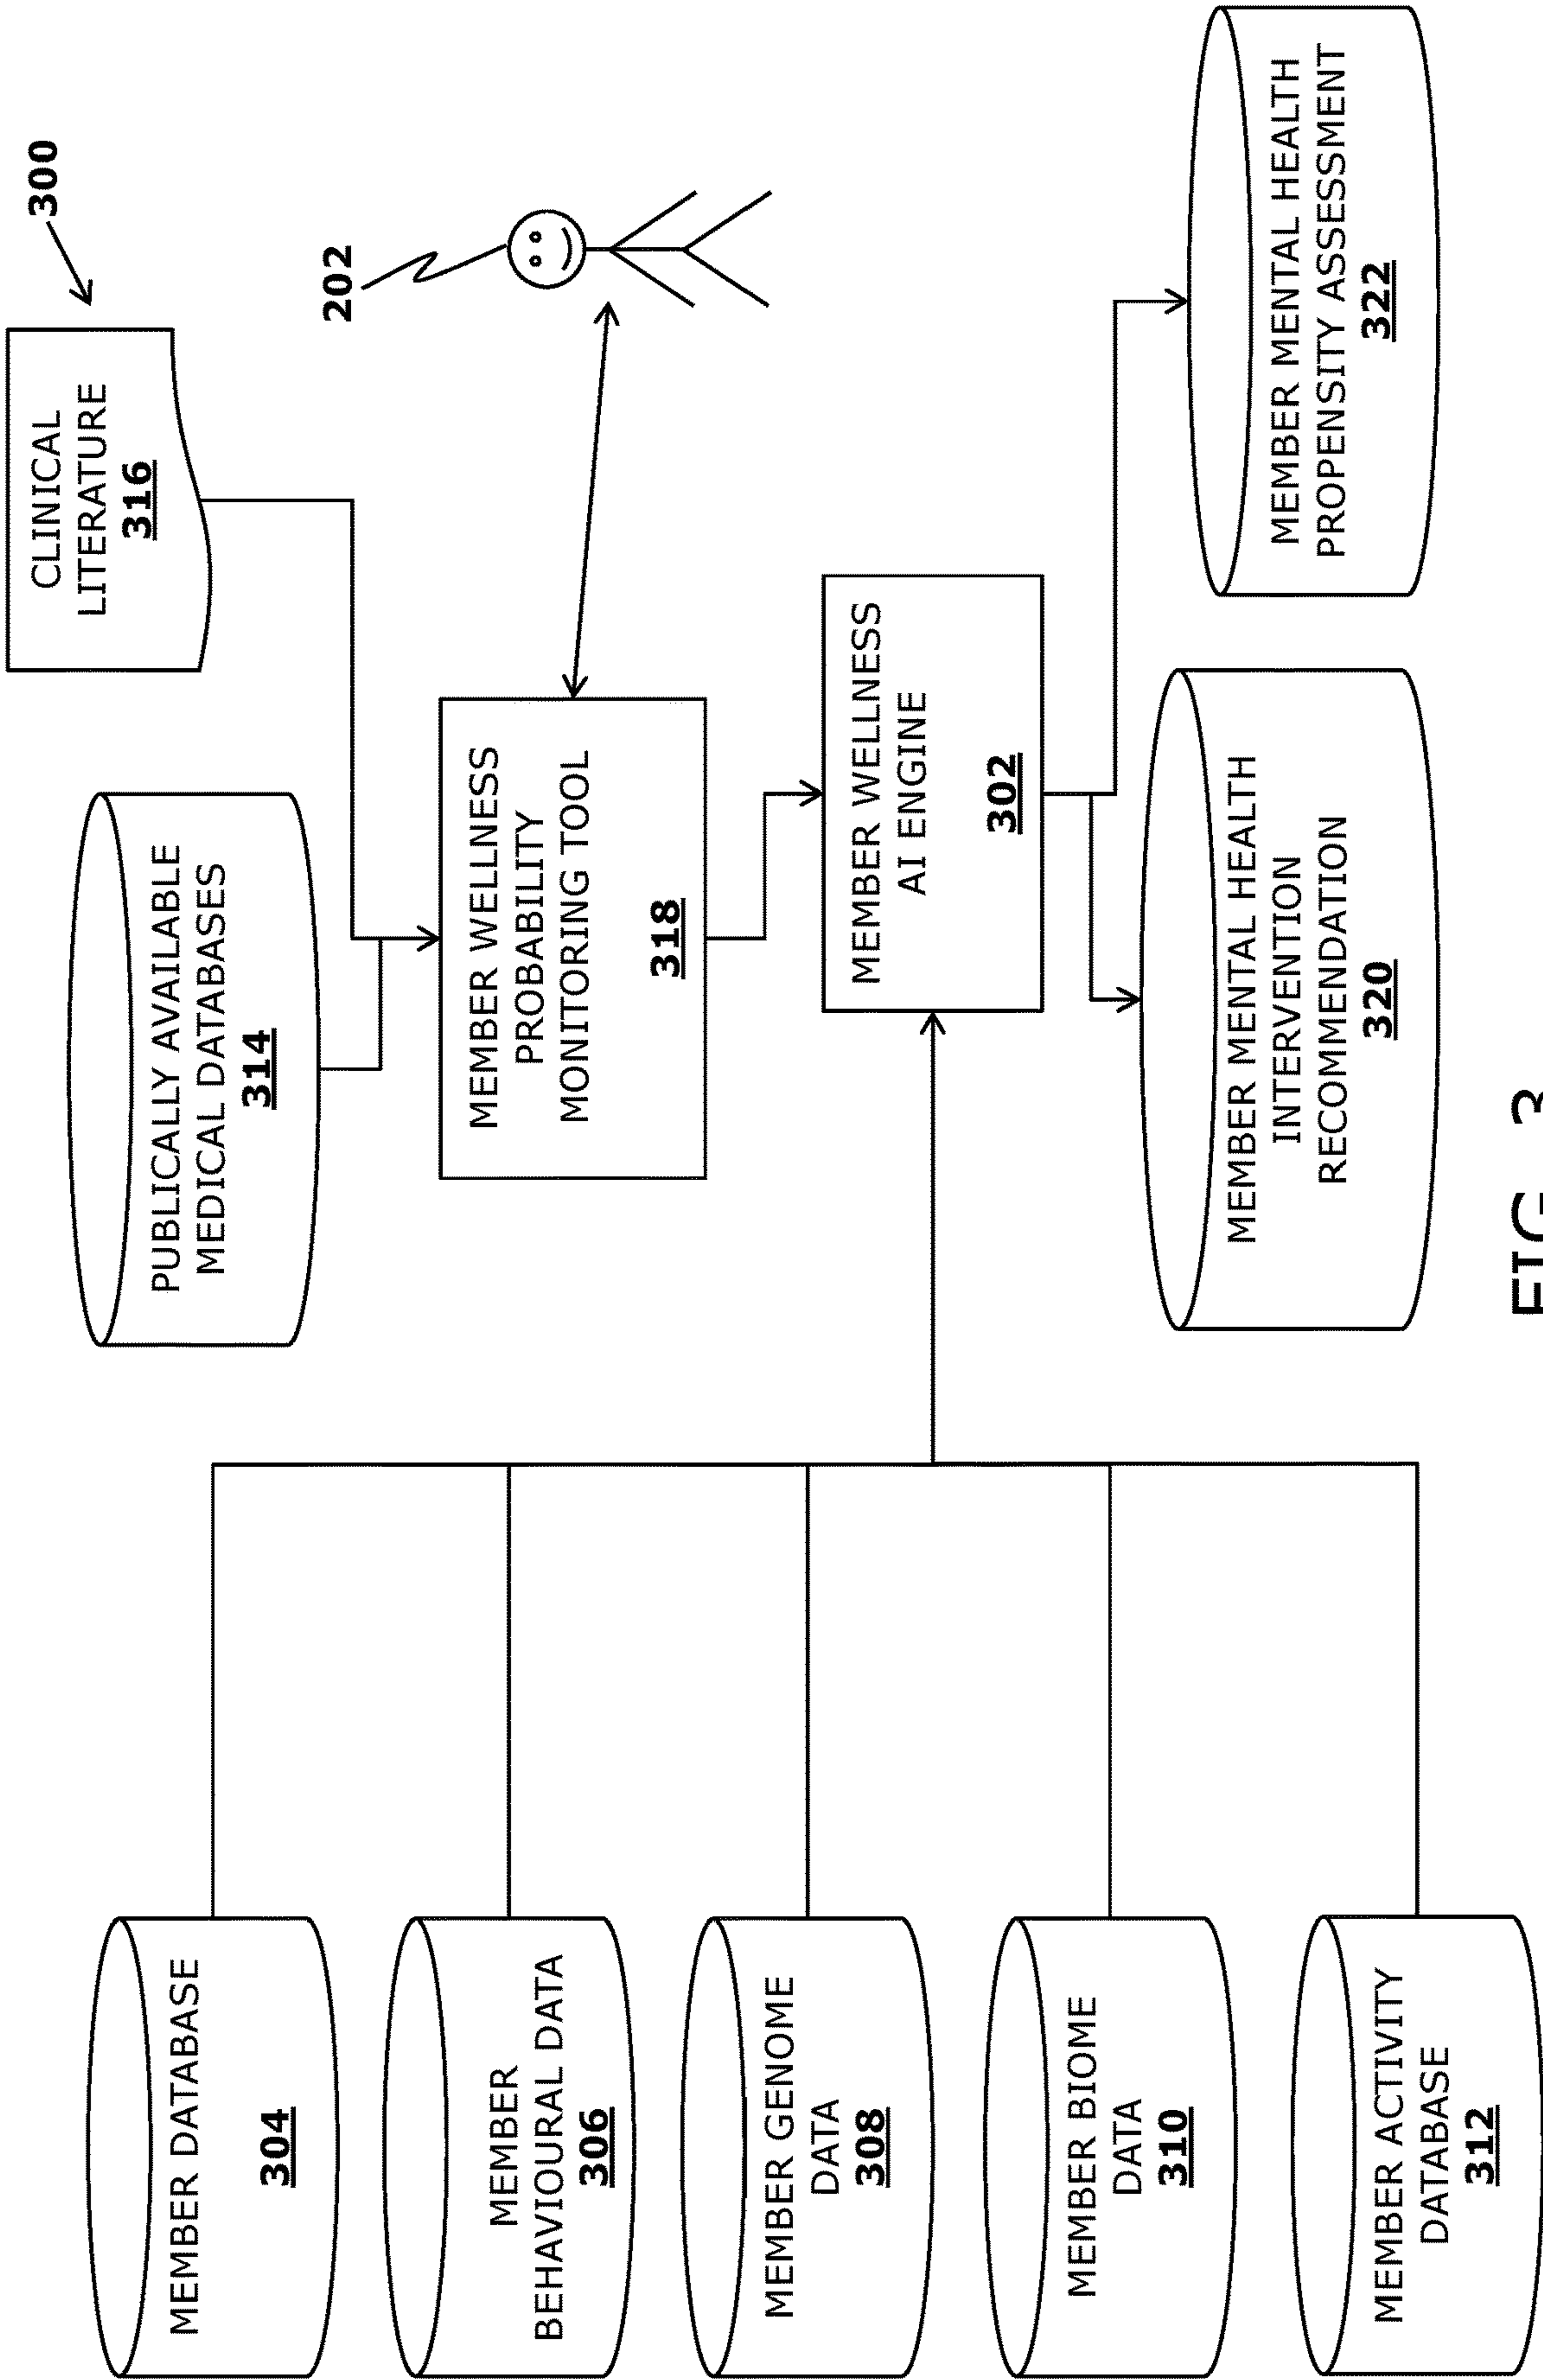 300
CLINICAL
LITERATURE
316
PUBLICALLY AVAILABLE
MEDICAL DATABASES
314
202
MEMBER DATABASE
304
MEMBER
BEHAVIOURAL DATA
306
MEMBER GENOME
DATA
308
MEMBER BIOME
DATA
310
MEMBER ACTIVITY
DATABASE
312
MEMBER WELLNESS
PROBABILITY
MONITORING TOOL
318
MEMBER WELLNESS
AI ENGINE
302
MEMBER MENTAL HEALTH
INTERVENTION
RECOMMENDATION
320
MEMBER MENTAL HEALTH
PROPENSITY ASSESSMENT
322
FIG. 3